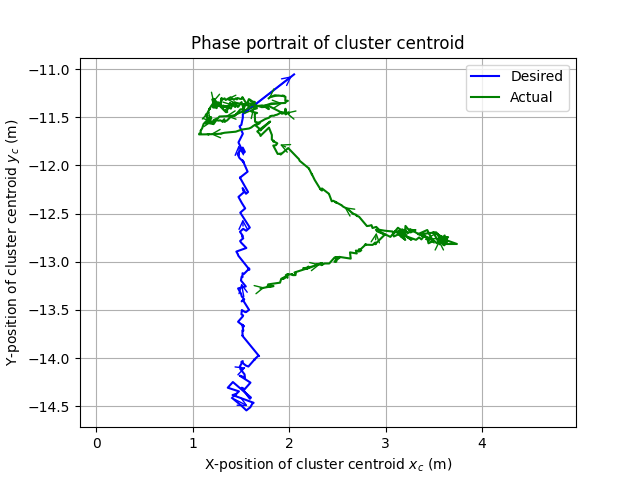 Phase portrait of cluster centroid
Desired
Actual
−11.0
−11.5
−12.0
−12.5
−13.0
−13.5
−14.0
−14.5
Y-position of cluster centroid y_c (m)
0 1 2 3 4
X-position of cluster centroid x_c (m)